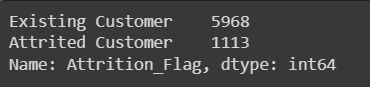 Existing Customer    5968
Attrited Customer    1113
Name: Attrition_Flag, dtype: int64